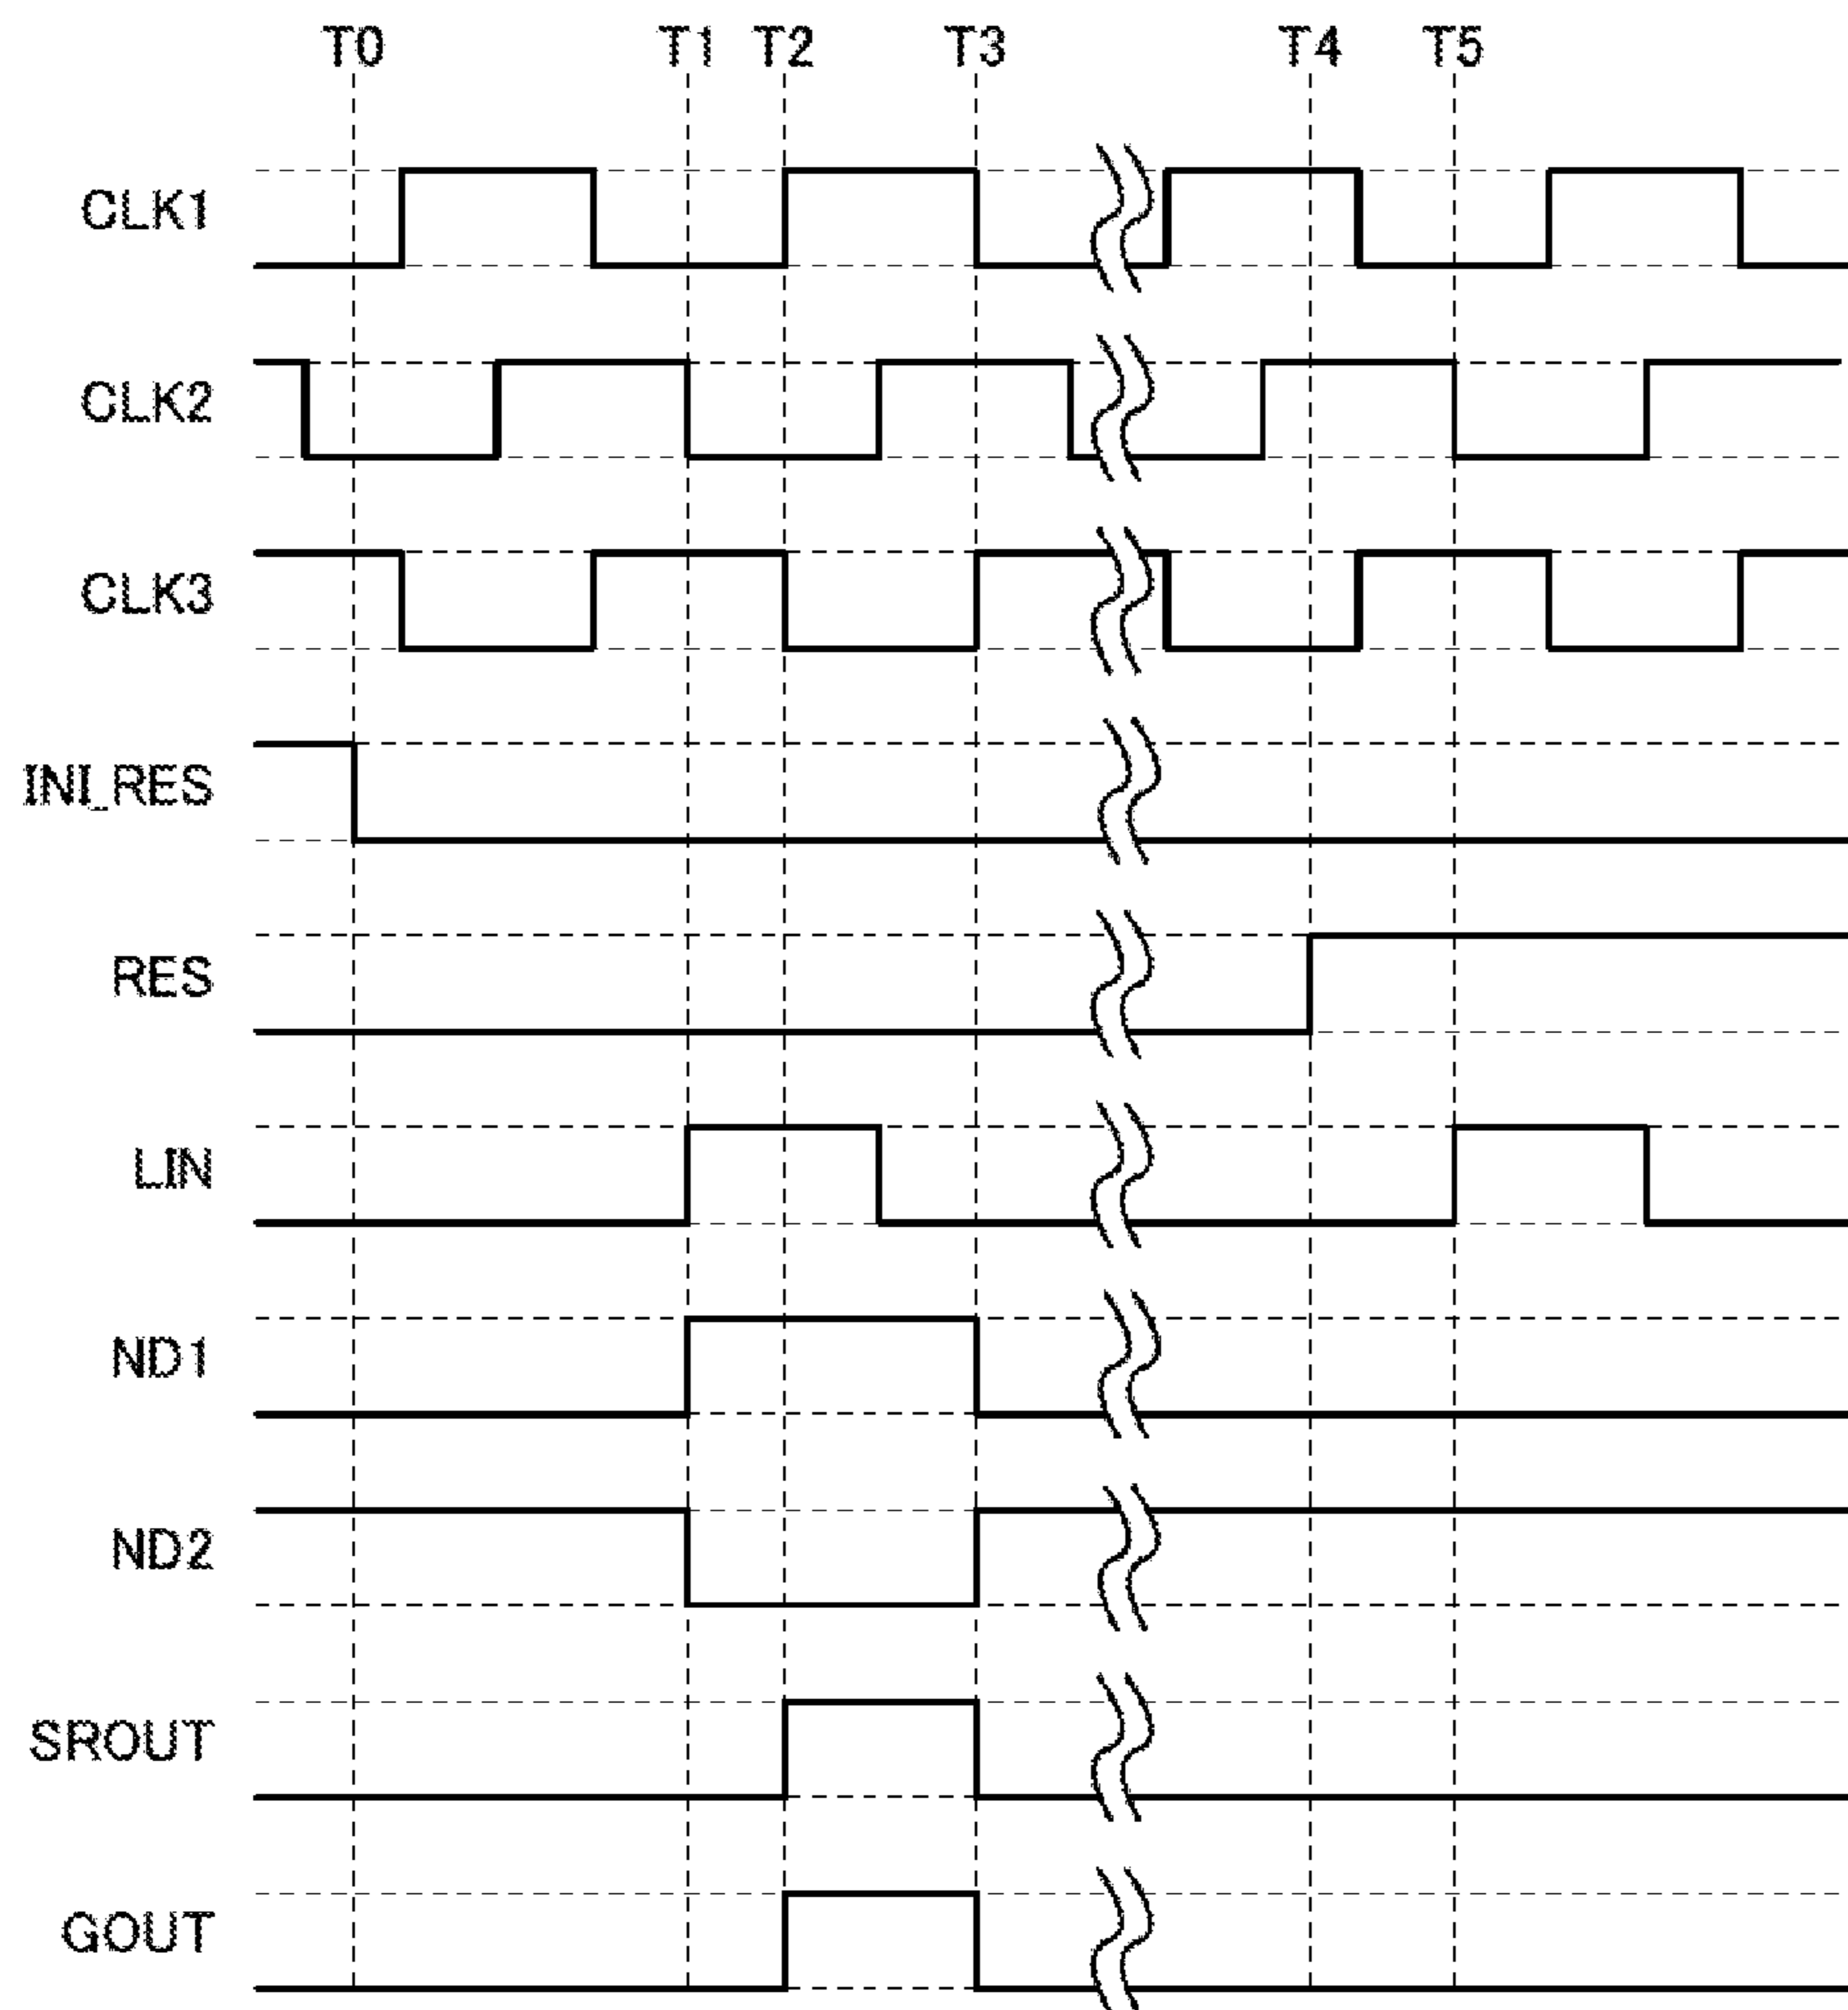 T0 T1 T2 T3 T4 T5
CLK1
CLK2
CLK3
INI_RES
RES
LIN
ND1
ND2
SROUT
GOUT